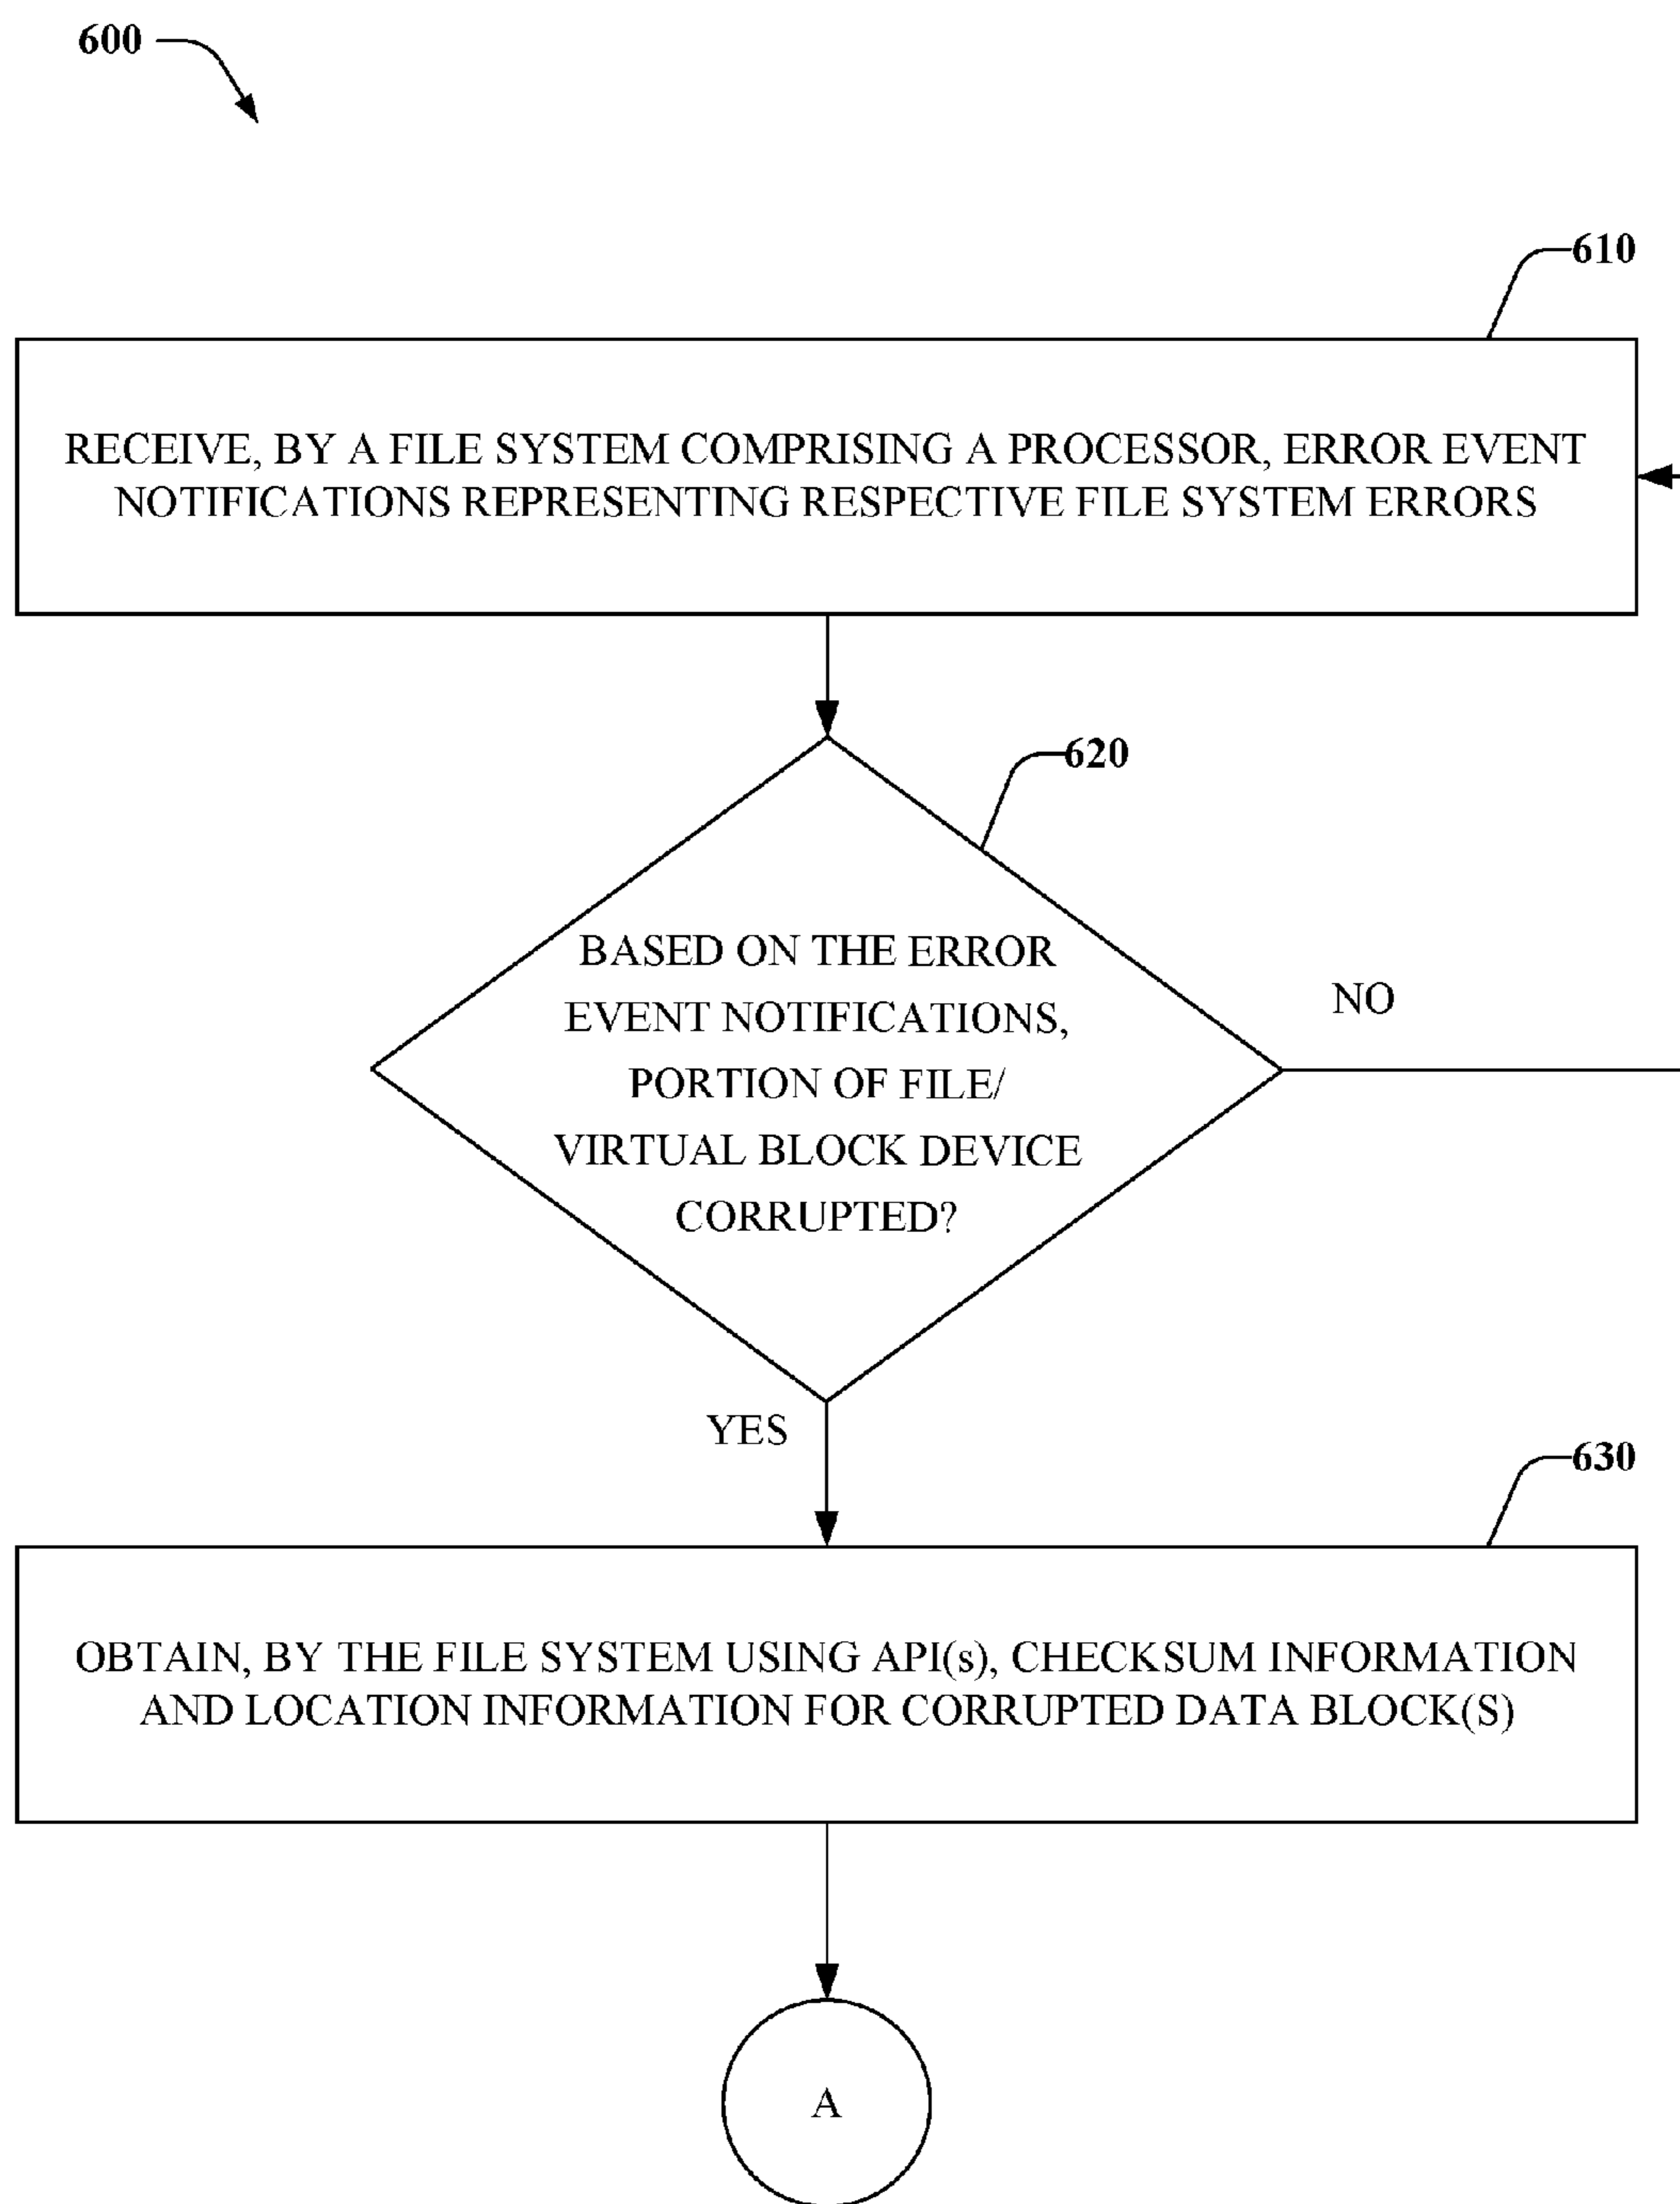 600
610
RECEIVE, BY A FILE SYSTEM COMPRISING A PROCESSOR, ERROR EVENT
NOTIFICATIONS REPRESENTING RESPECTIVE FILE SYSTEM ERRORS
620
BASED ON THE ERROR
EVENT NOTIFICATIONS,
PORTION OF FILE/
VIRTUAL BLOCK DEVICE
CORRUPTED?
NO
YES
630
OBTAIN, BY THE FILE SYSTEM USING API(s), CHECKSUM INFORMATION
AND LOCATION INFORMATION FOR CORRUPTED DATA BLOCK(S)
A